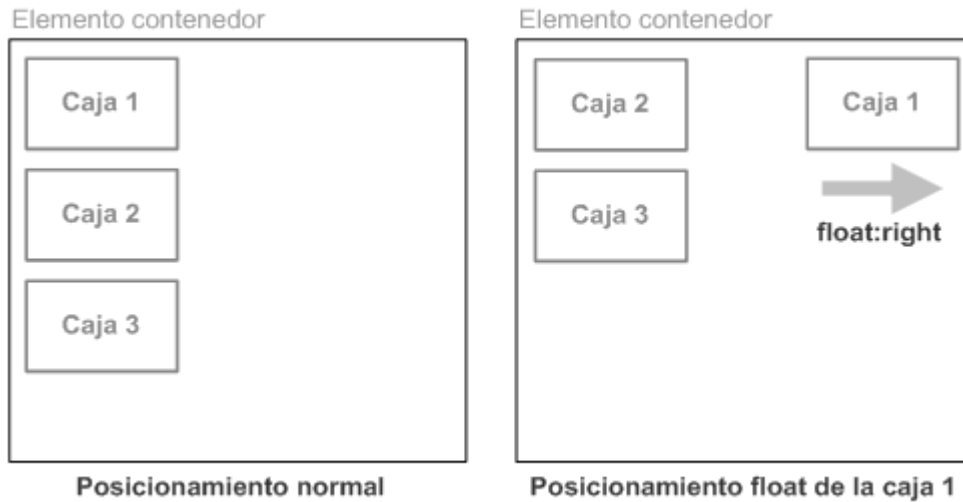 Elemento contenedor
Caja 1
Caja 2
Caja 3
Posicionamiento normal
Elemento contenedor
Caja 2
Caja 1
Caja 3
float:right
Posicionamiento float de la caja 1